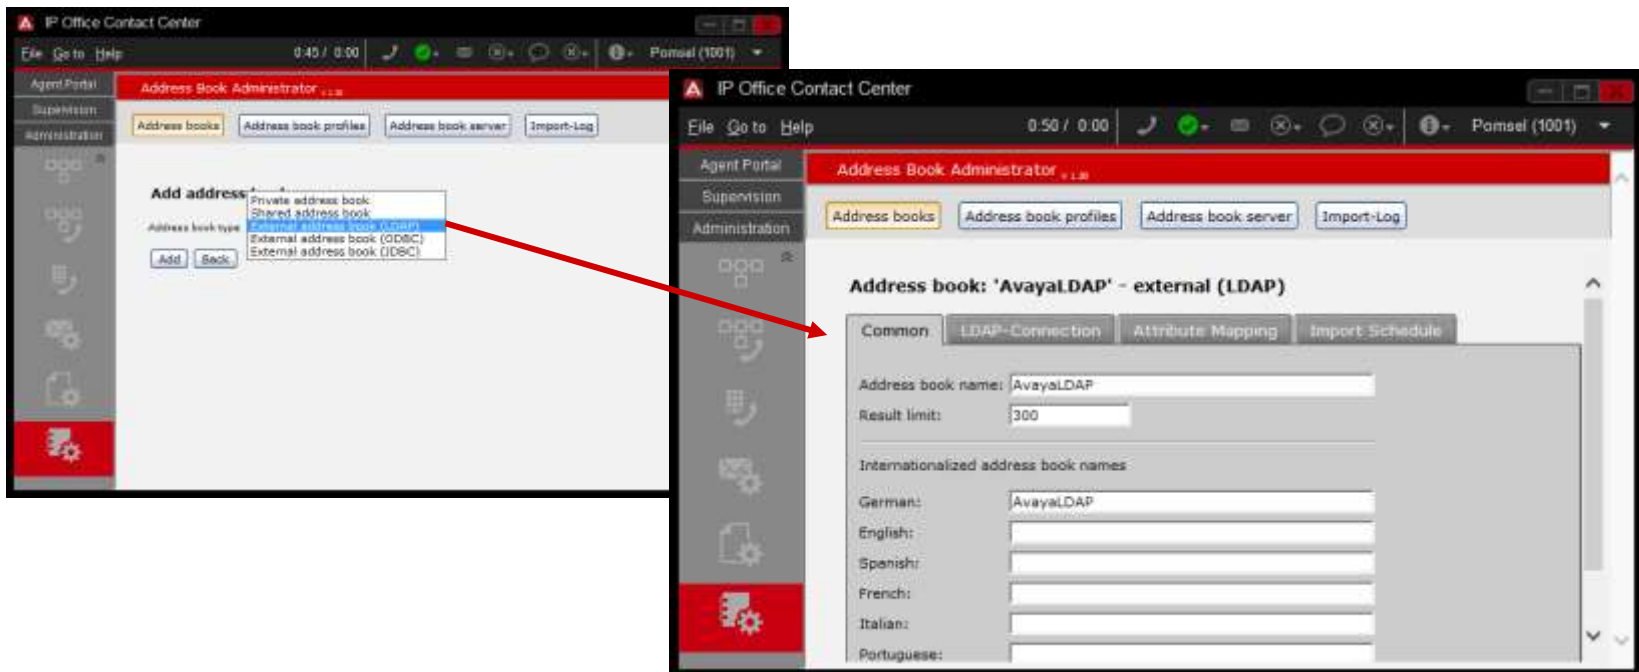 IP Office Contact Center
File Go to Help 0:45 / 0:00 Pomsel (1001)
Agent Portal
Supervision
Administration
Address Book Administrator v 1.30
Address books Address book profiles Address book server Import-Log
Add address
Address book type
Private address book
Shared address book
External address book (LDAP)
External address book (ODBC)
External address book (JDBC)
Add Back
IP Office Contact Center
File Go to Help 0:50 / 0:00 Pomsel (1001)
Agent Portal
Supervision
Administration
Address Book Administrator v 1.30
Address books Address book profiles Address book server Import-Log
Address book: 'AvayaLDAP' - external (LDAP)
Common LDAP-Connection Attribute Mapping Import Schedule
Address book name: AvayaLDAP
Result limit: 300
Internationalized address book names
German: AvayaLDAP
English:
Spanish:
French:
Italian:
Portuguese: